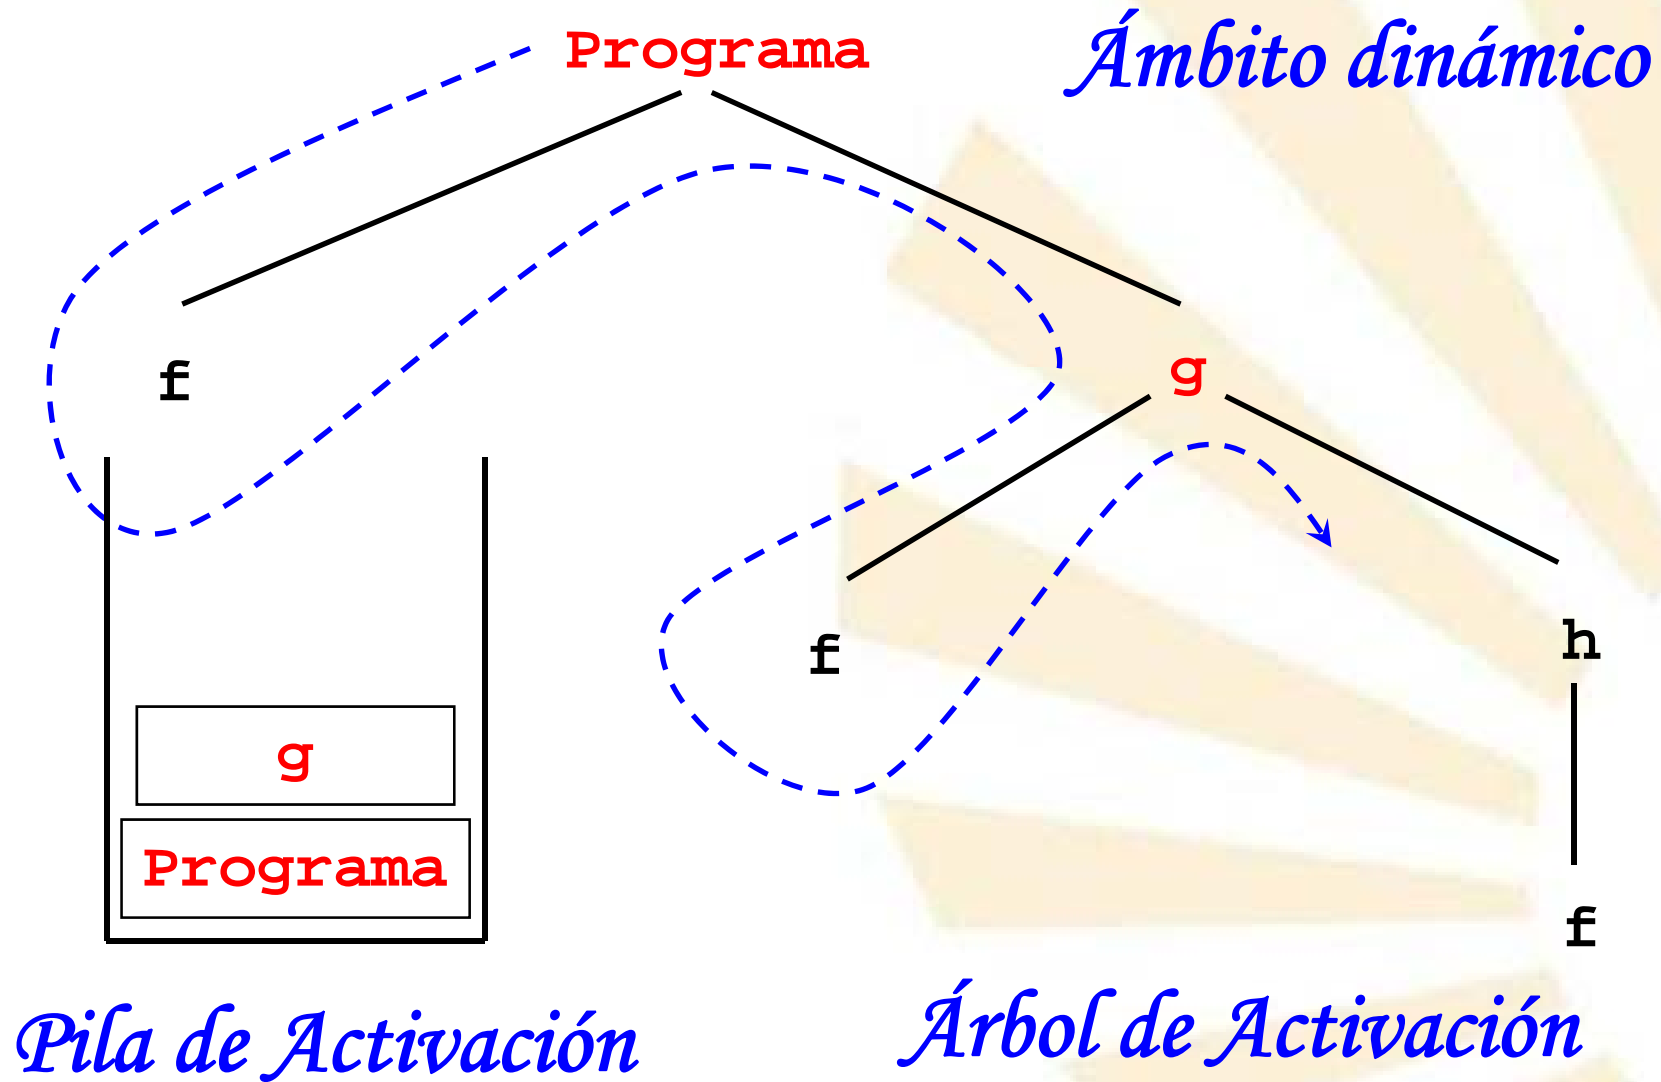 Programa
Ámbito dinámico
f
g
f
h
g
Programa
f
Pila de Activación
Árbol de Activación